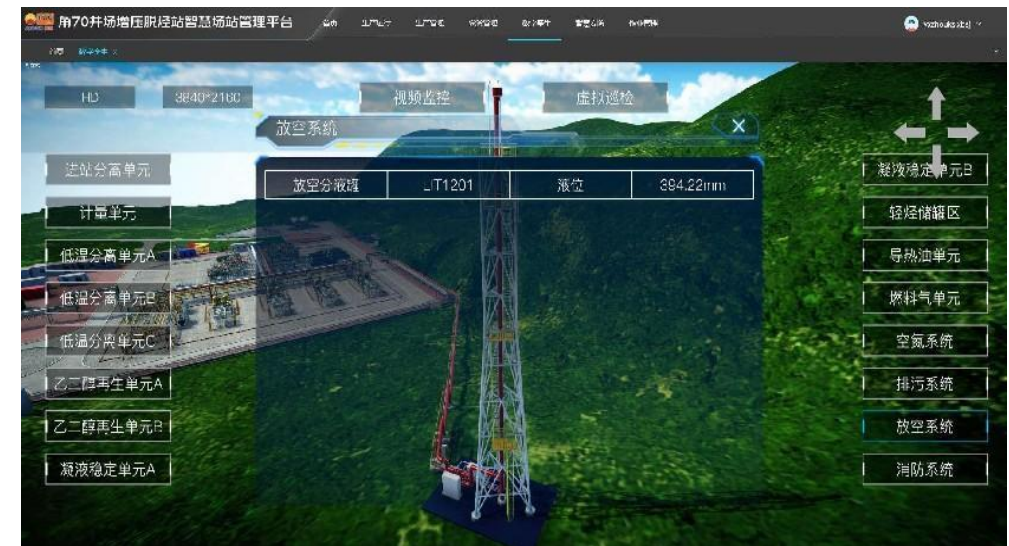 角70井场增压脱烃站智慧场站管理平台
首页
HD
3840*2160
视频监控
虚拟巡检
放空系统
X
放空分液罐 LIT1201 液位 394.22mm
进站分离单元
计量单元
低温分离单元A
低温分离单元B
低温分离单元C
乙二醇再生单元A
乙二醇再生单元B
凝液稳定单元A
凝液稳定单元B
轻烃储罐区
导热油单元
燃料气单元
空氮系统
排污系统
放空系统
消防系统